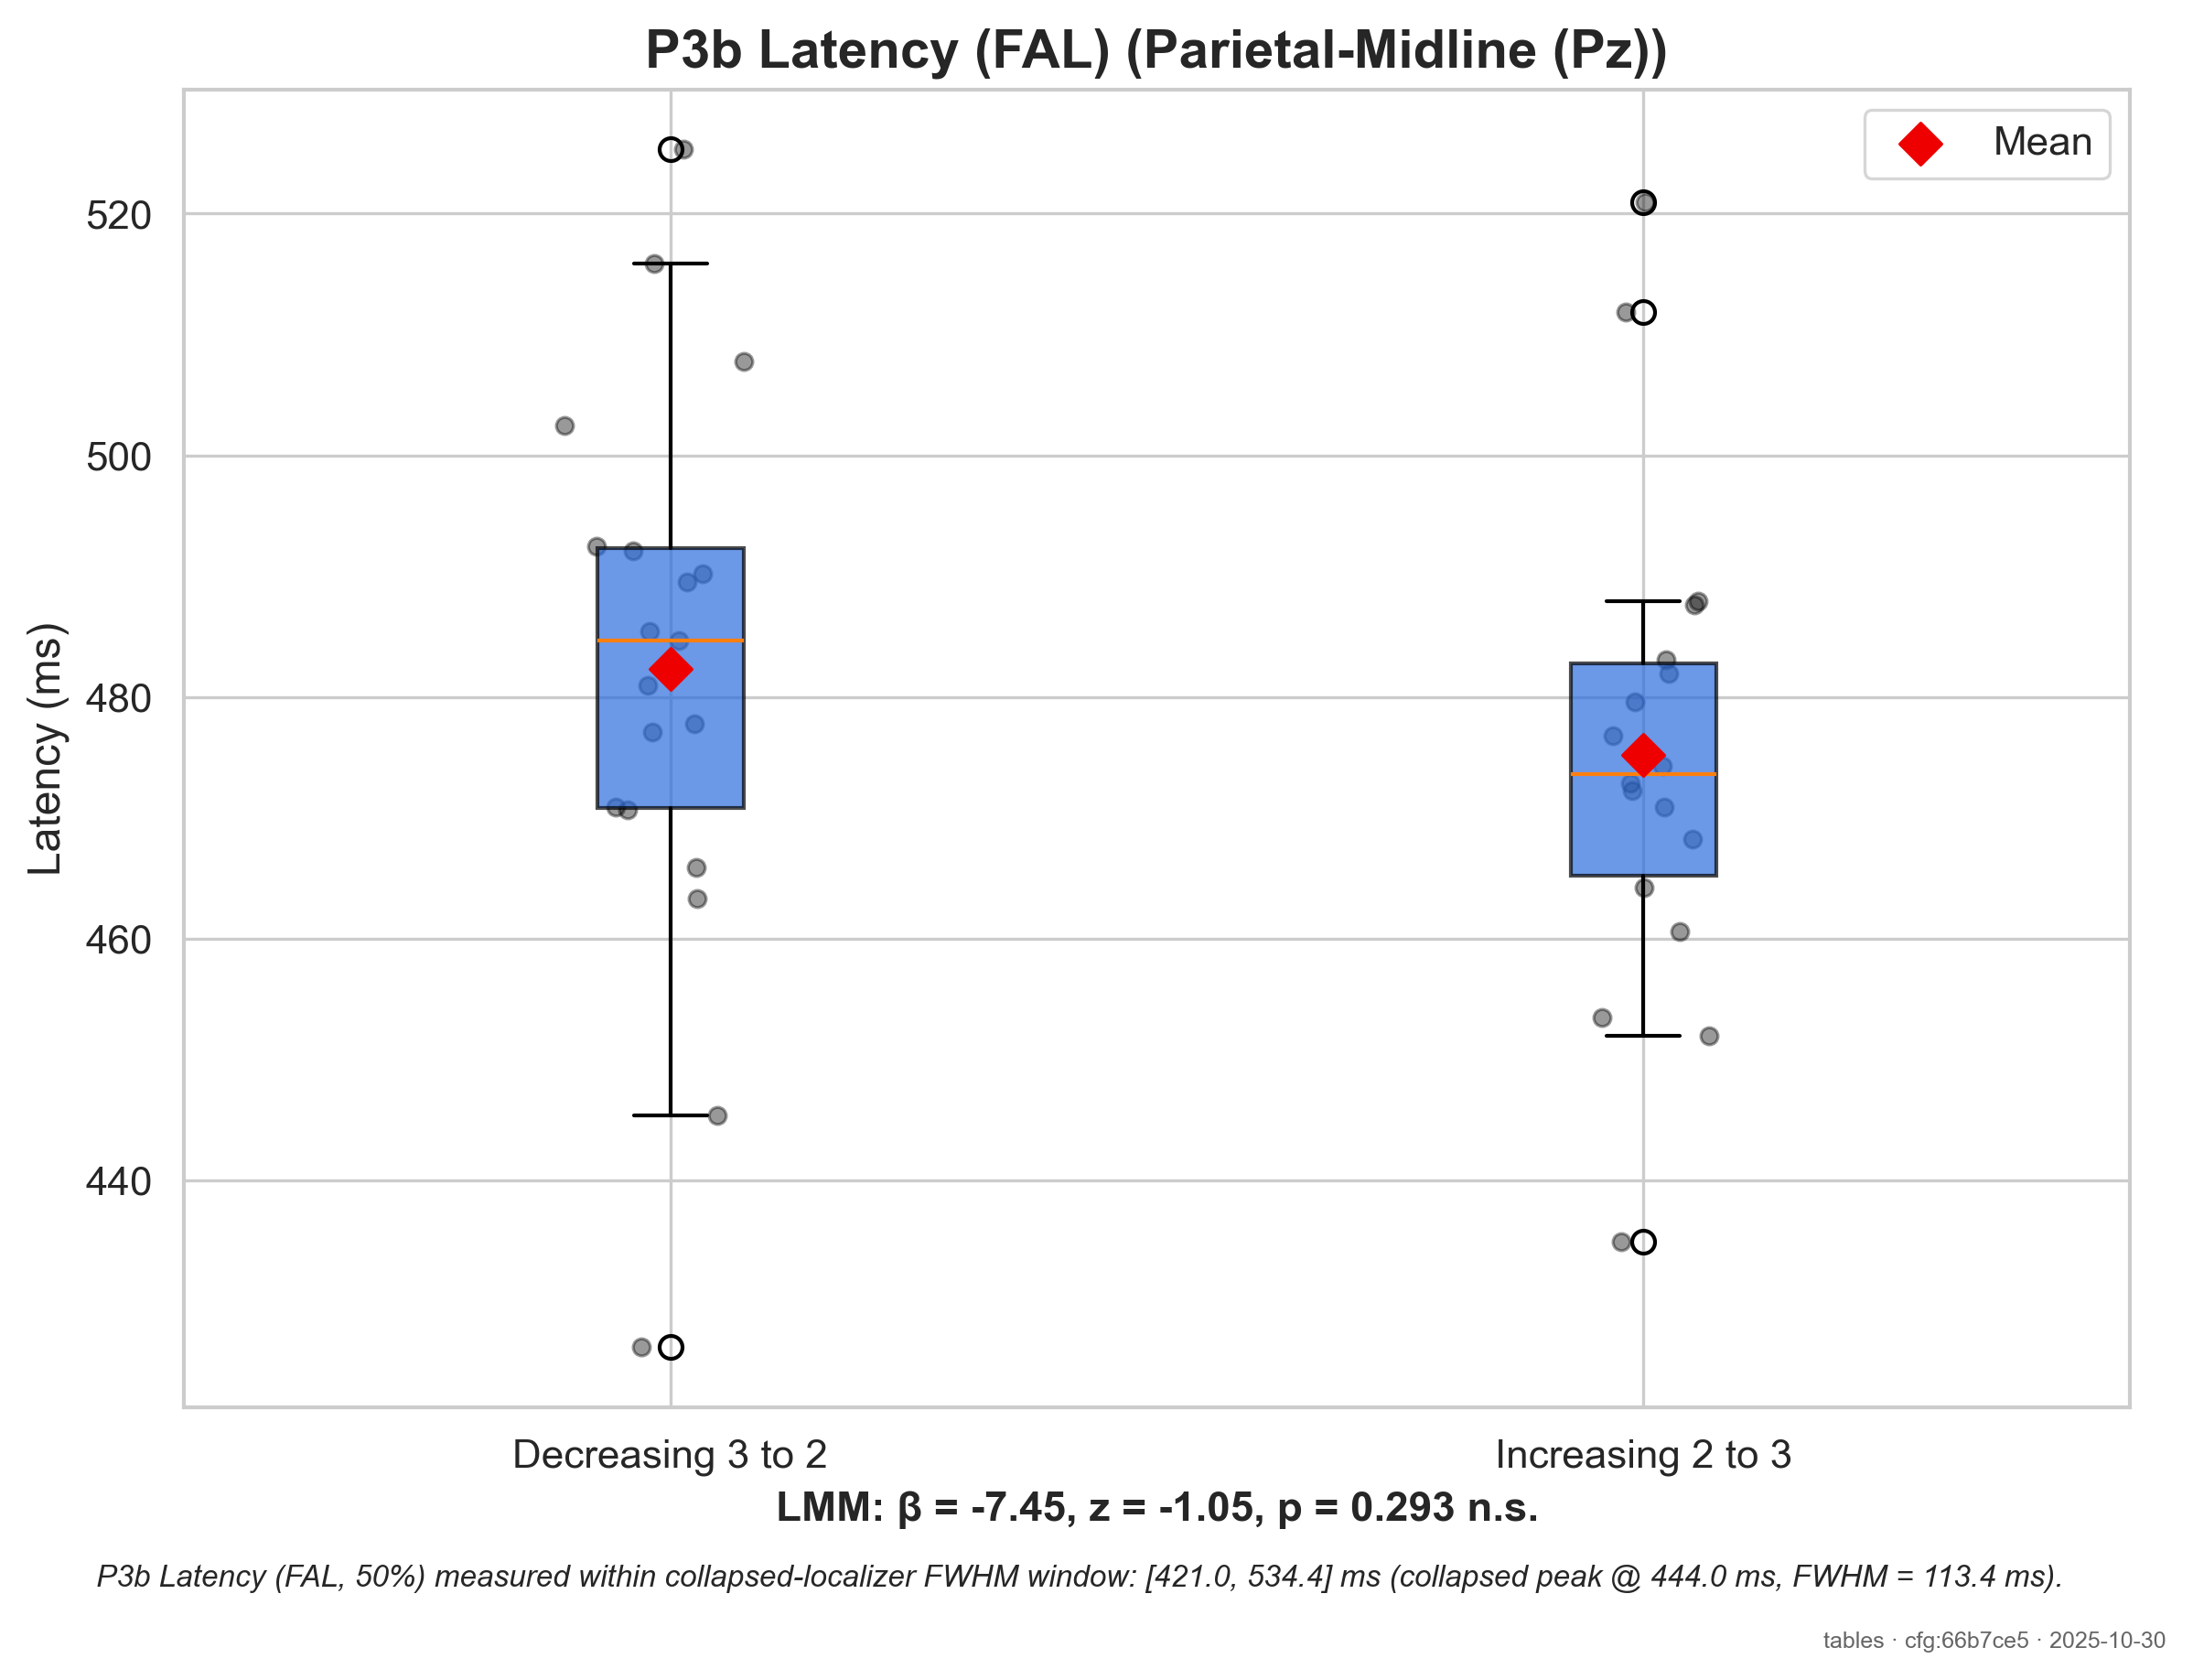 P3b Latency (FAL) (Parietal-Midline (Pz))
Mean
520
500
480
460
440
Latency (ms)
Decreasing 3 to 2
Increasing 2 to 3
LMM: β = -7.45, z = -1.05, p = 0.293 n.s.
P3b Latency (FAL, 50%) measured within collapsed-localizer FWHM window: [421.0, 534.4] ms (collapsed peak @ 444.0 ms, FWHM = 113.4 ms).
tables · cfg:66b7ce5 · 2025-10-30